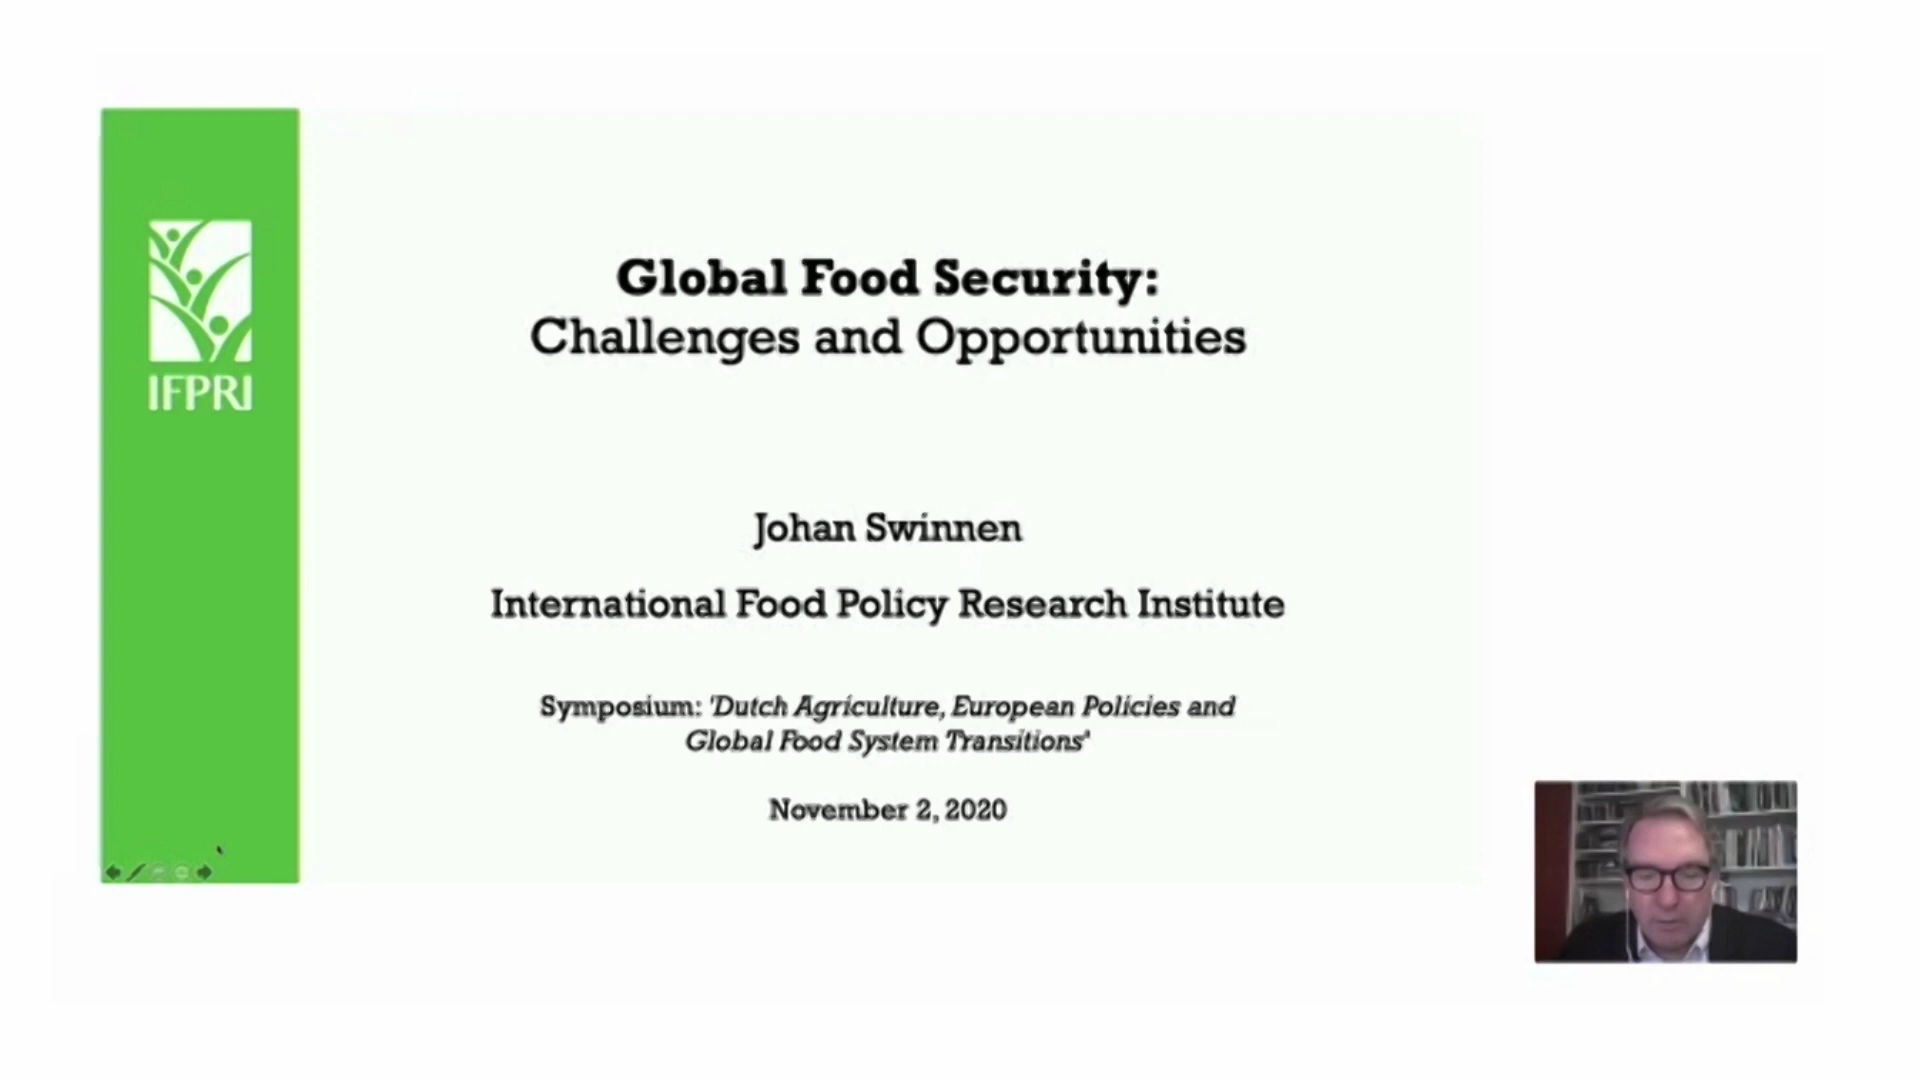 IFPRI
Global Food Security:
Challenges and Opportunities
Johan Swinnen
International Food Policy Research Institute
Symposium: 'Dutch Agriculture, European Policies and
Global Food System Transitions'
November 2, 2020